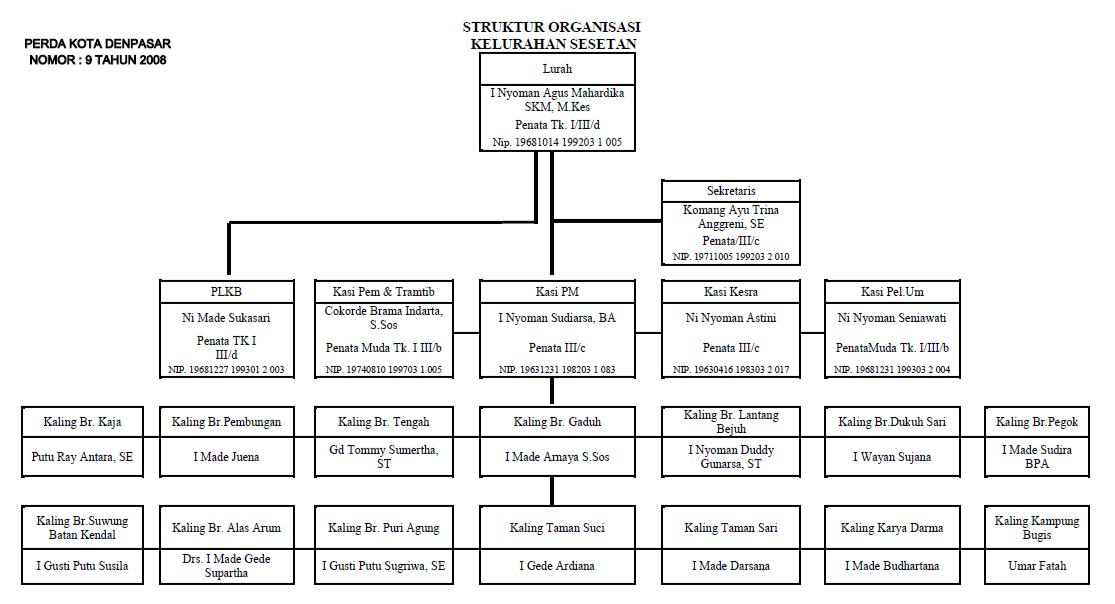 STRUKTUR ORGANISASI
KELURAHAN SESETAN
PERDA KOTA DENPASAR
NOMOR : 9 TAHUN 2008
Lurah
I Nyoman Agus Mahardika
SKM, M.Kes
Penata Tk. I/III/d
Nip. 19681014 199203 1 005
Sekretaris
Komang Ayu Trina
Anggreni, SE
Penata/III/c
NIP. 19711005 199203 2 010
PLKB
Ni Made Sukasari
Penata TK I
III/d
NIP. 19681227 199301 2 003
Kasi Pem & Tramtib
Cokorde Brama Indarta,
S.Sos
Penata Muda Tk. I III/b
NIP. 19740810 199703 1 005
Kasi PM
I Nyoman Sudiarsa, BA
Penata III/c
NIP. 19631231 198203 1 083
Kasi Kesra
Ni Nyoman Astini
Penata III/c
NIP. 19630416 198303 2 017
Kasi Pel.Um
Ni Nyoman Seniawati
PenataMuda Tk. I/III/b
NIP. 19681231 199303 2 004
Kaling Br. Kaja
Putu Ray Antara, SE
Kaling Br.Pembungan
I Made Juena
Kaling Br. Tengah
Gd Tommy Sumertha,
ST
Kaling Br. Gaduh
I Made Arnaya S.Sos
Kaling Br. Lantang
Bejuh
I Nyoman Duddy
Gunarsa, ST
Kaling Br.Dukuh Sari
I Wayan Sujana
Kaling Br.Pegok
I Made Sudira
BPA
Kaling Br.Suwung
Batan Kendal
I Gusti Putu Susila
Kaling Br. Alas Arum
Drs. I Made Gede
Supartha
Kaling Br. Puri Agung
I Gusti Putu Sugriwa, SE
Kaling Taman Suci
I Gede Ardiana
Kaling Taman Sari
I Made Darsana
Kaling Karya Darma
I Made Budhartana
Kaling Kampung
Bugis
Umar Fatah